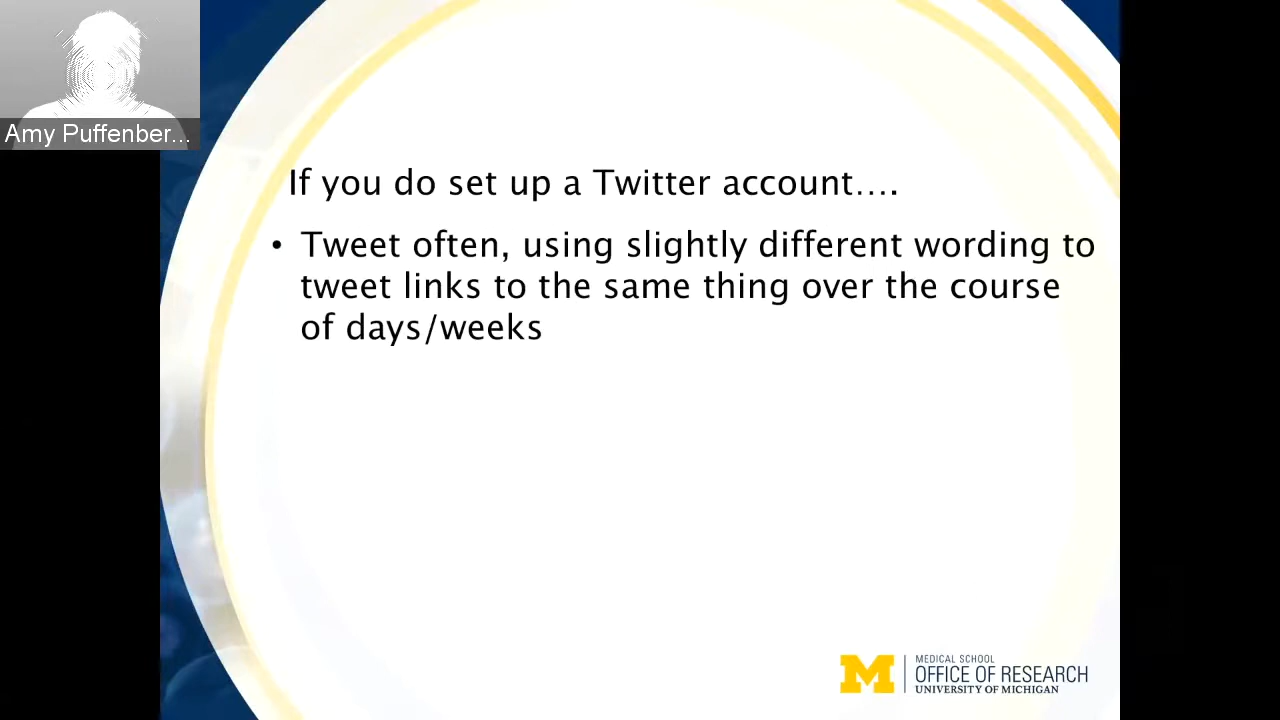 Amy Puffenber...
If you do set up a Twitter account….
• Tweet often, using slightly different wording to
tweet links to the same thing over the course
of days/weeks
M
MEDICAL SCHOOL
OFFICE OF RESEARCH
UNIVERSITY OF MICHIGAN